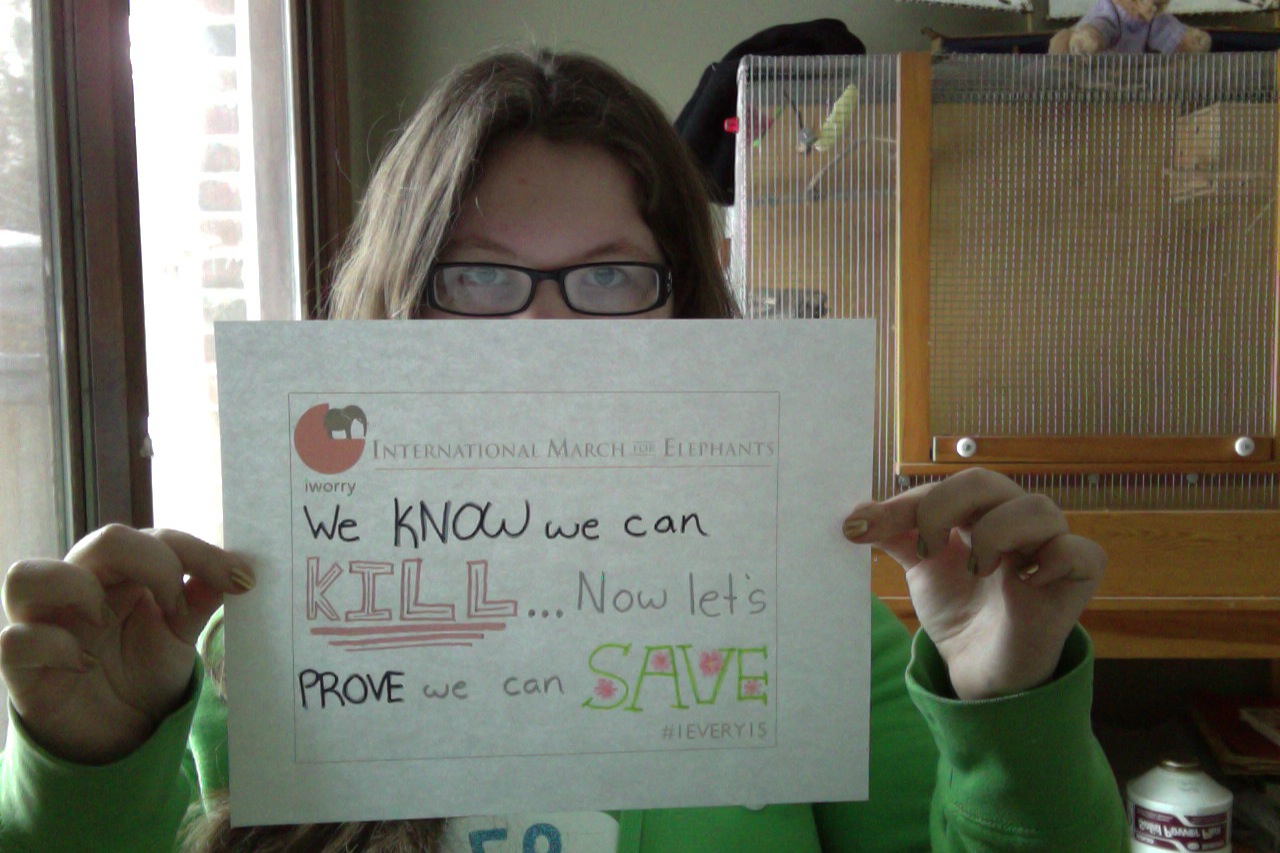 INTERNATIONAL MARCH FOR ELEPHANTS
iworry
We KNOW we can
KILL... Now let's
PROVE we can SAVE
#1EVERY15